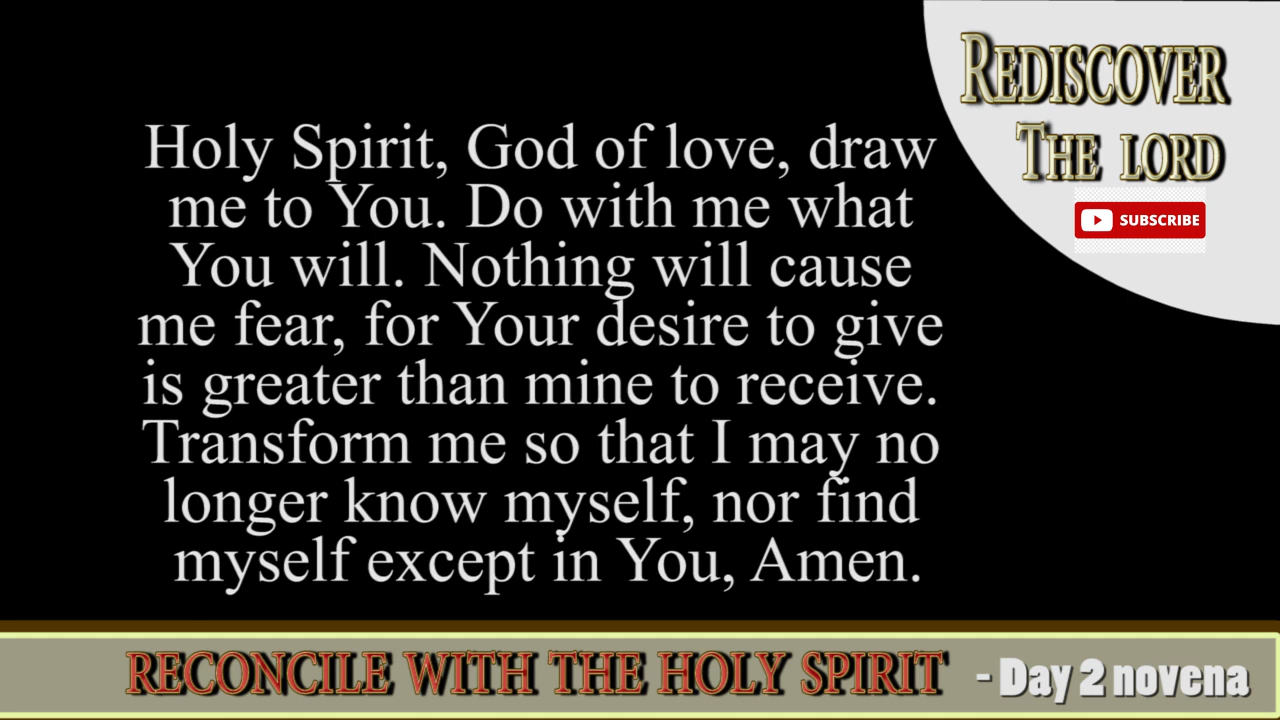 REDISCOVER
THE LORD
SUBSCRIBE
Holy Spirit, God of love, draw
me to You. Do with me what
You will. Nothing will cause
me fear, for Your desire to give
is greater than mine to receive.
Transform me so that I may no
longer know myself, nor find
myself except in You, Amen.
RECONCILE WITH THE HOLY SPIRIT - Day 2 novena